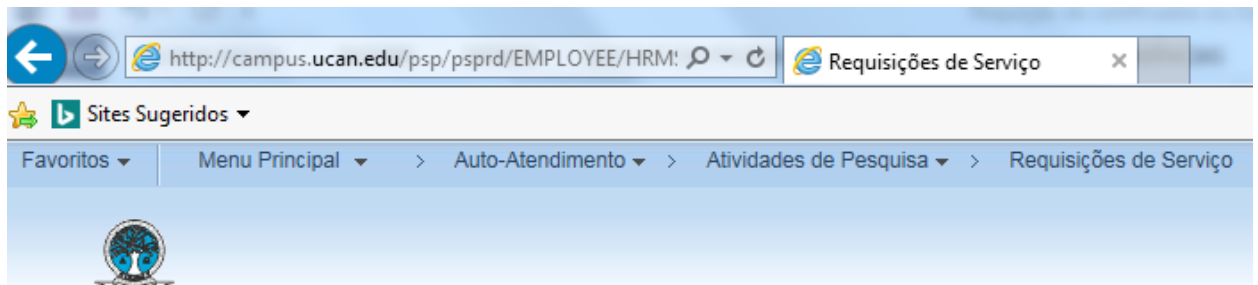 http://campus.ucan.edu/psp/psprd/EMPLOYEE/HRM! Requisições de Serviço
Sites Sugeridos
Favoritos Menu Principal > Auto-Atendimento > Atividades de Pesquisa > Requisições de Serviço